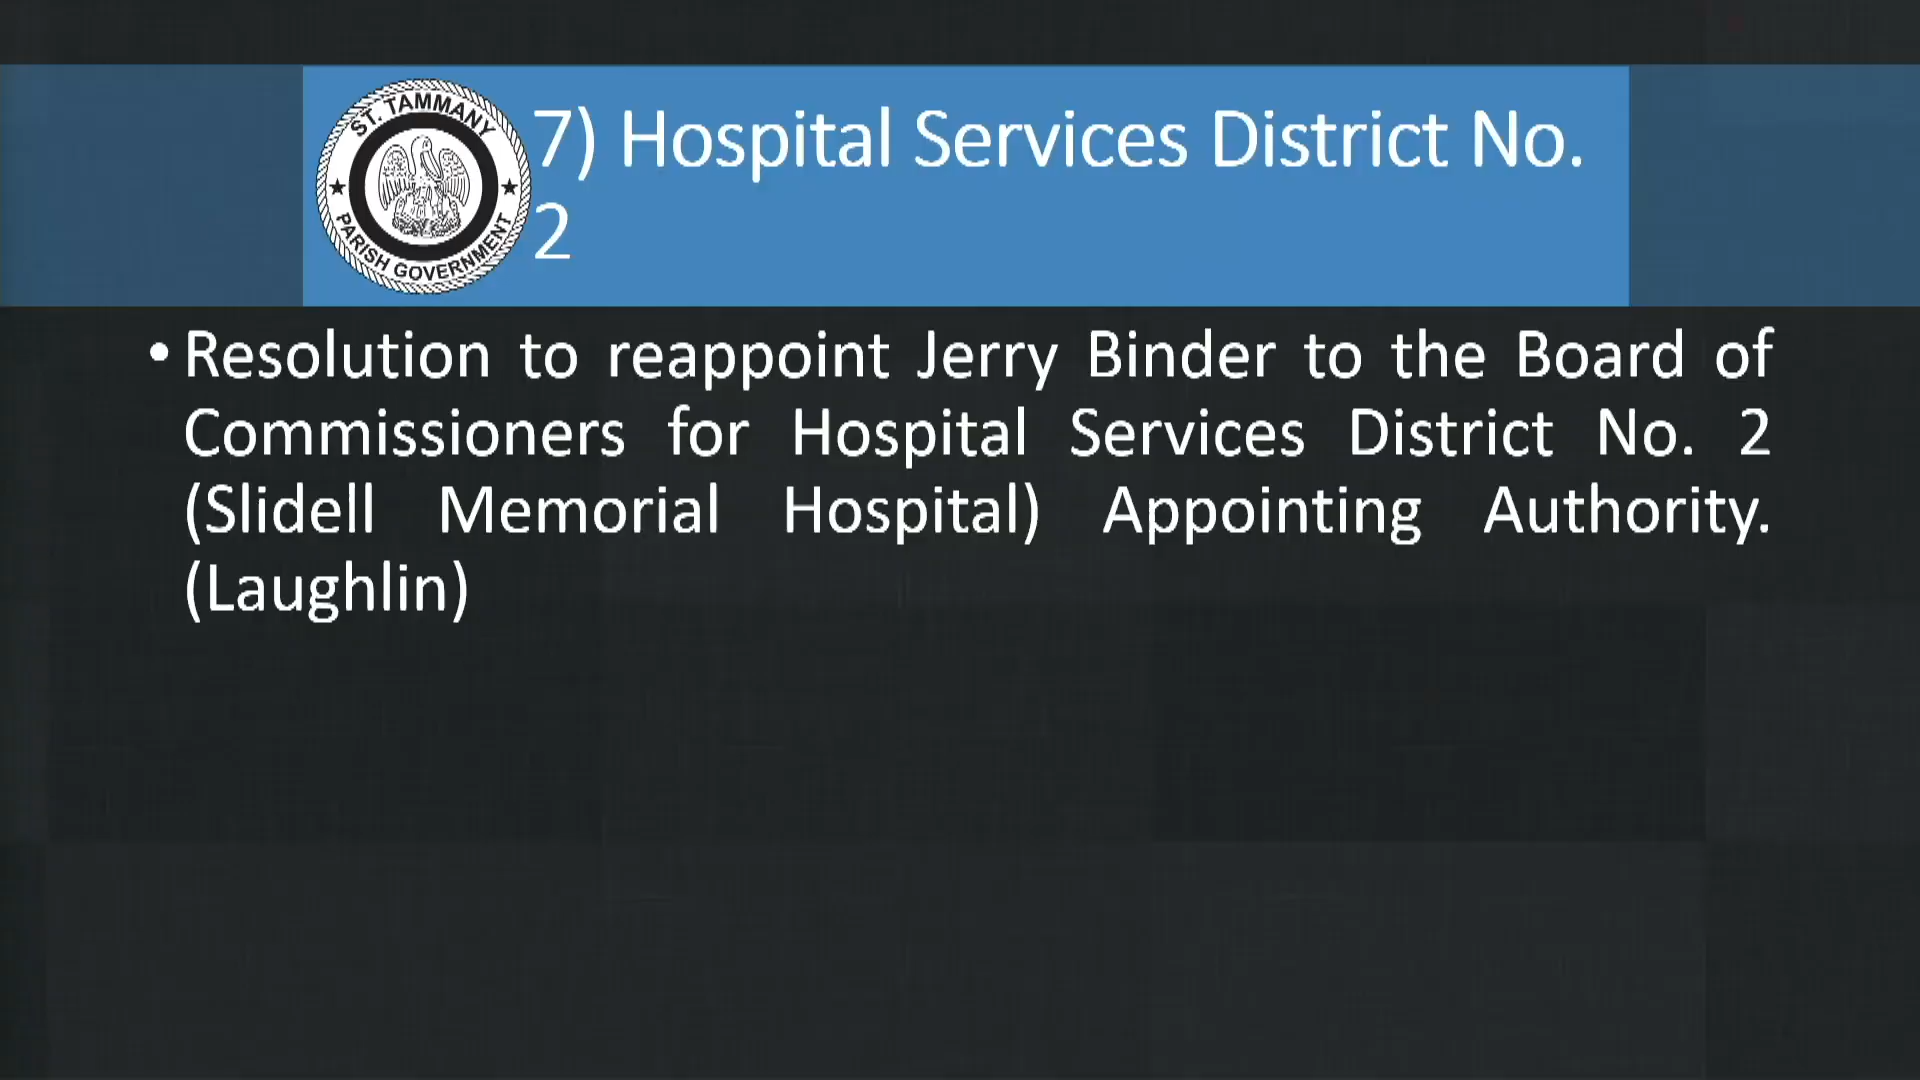 ST. TAMMANY
PARISH GOVERNMENT
7) Hospital Services District No.
2
• Resolution to reappoint Jerry Binder to the Board of
Commissioners for Hospital Services District No. 2
(Slidell Memorial Hospital) Appointing Authority.
(Laughlin)